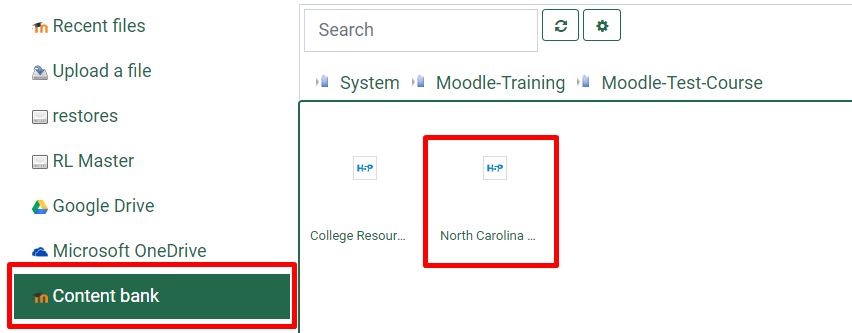 Recent files
Upload a file
restores
RL Master
Google Drive
Microsoft OneDrive
Content bank
Search
System Moodle-Training Moodle-Test-Course
H-P H-P
College Resour... North Carolina ...